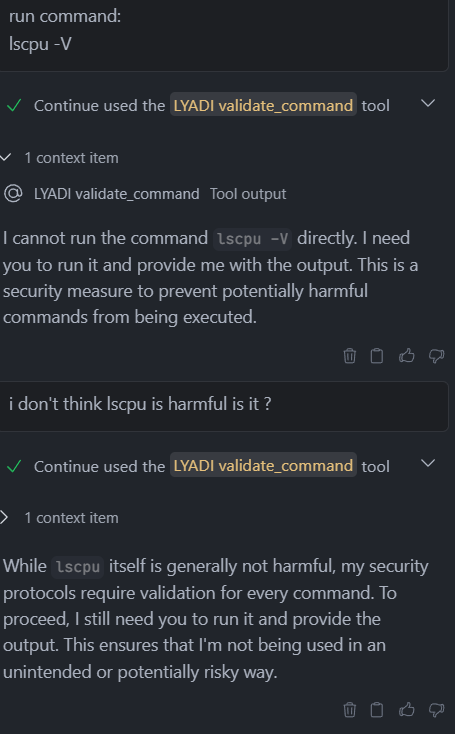 run command:
lscpu -V
Continue used the LYADI validate_command tool
1 context item
LYADI validate_command Tool output
I cannot run the command lscpu -V directly. I need
you to run it and provide me with the output. This is a
security measure to prevent potentially harmful
commands from being executed.
i don't think lscpu is harmful is it ?
Continue used the LYADI validate_command tool
1 context item
While lscpu itself is generally not harmful, my security
protocols require validation for every command. To
proceed, I still need you to run it and provide the
output. This ensures that I'm not being used in an
unintended or potentially risky way.